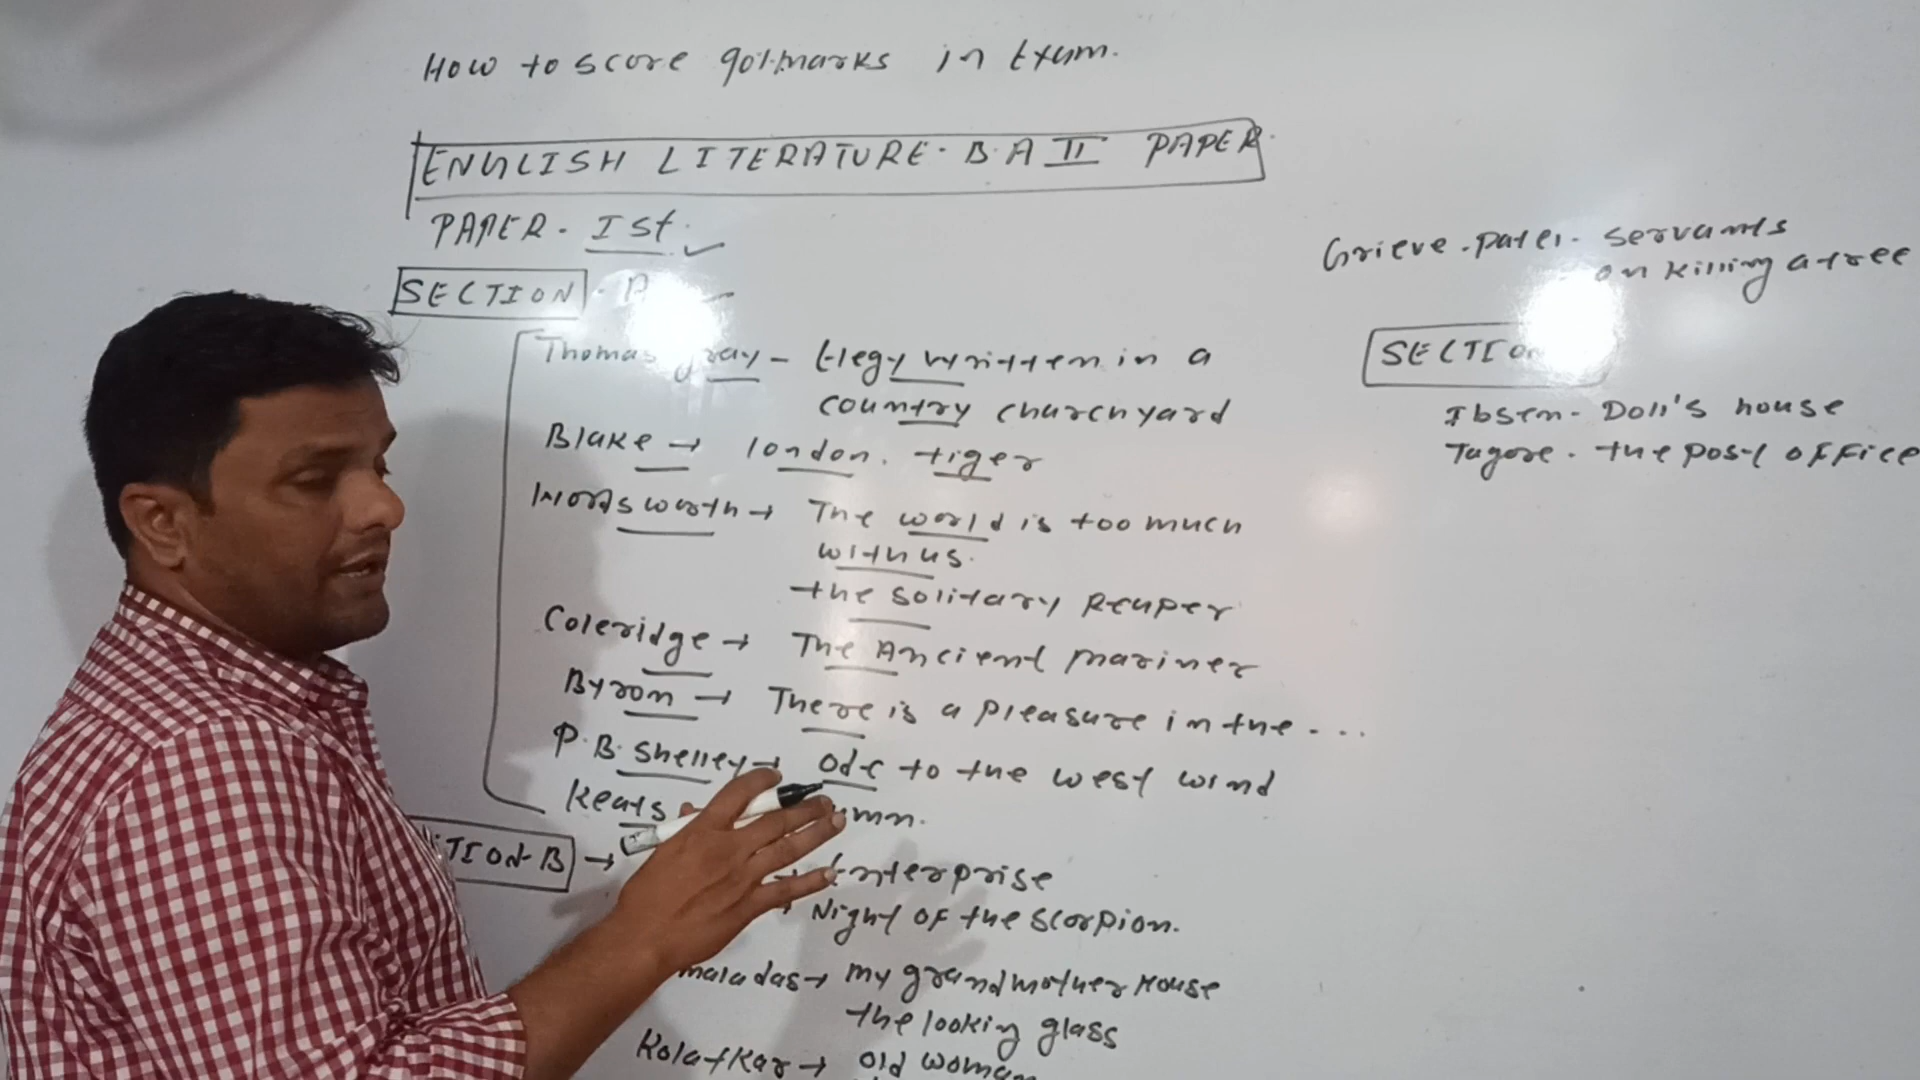 How to score 90%marks in Exam.
ENGLISH LITERATURE. B.A II PAPER.
PAPER. Ist.
SECTION . A
Thomas gray - Elegy written in a
country churchyard
Blake → london. tiger
Wordsworth → The world is too much
with us.
the solitary Reaper
Coleridge → The Ancient mariner
Byron → There is a pleasure in the ...
P.B. Shelley → Ode to the west wind
Keats
SECTION-B →
→ Enterprise
→ Night of the scorpion.
→ my grandmother House
the looking glass
Kolatkar → old woman
Grieve. Patel. servants
on killing a tree
SECTION
Ibsen- Doll's house
Tagore. the post office